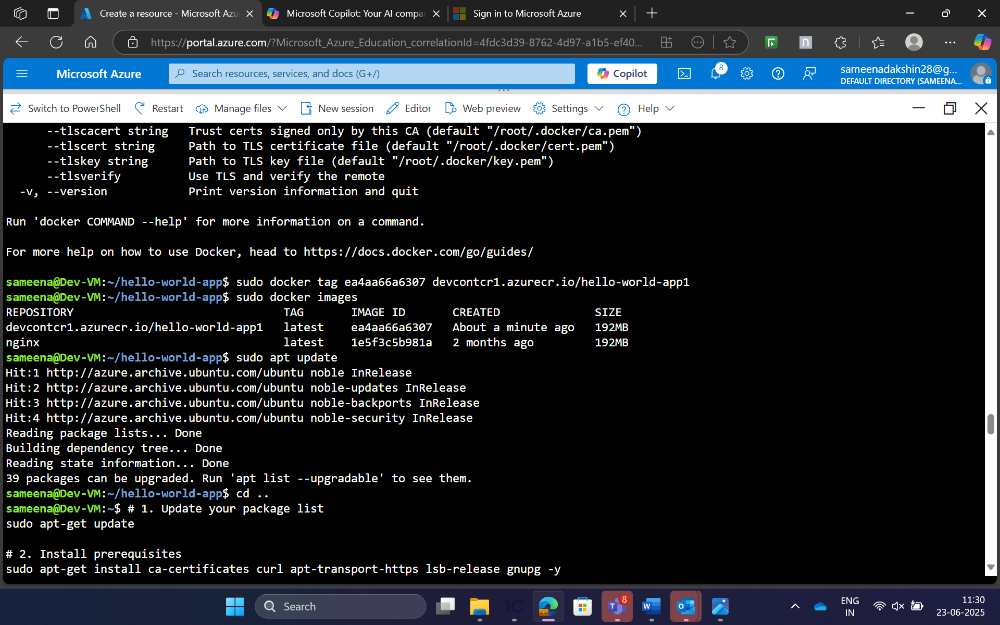 Create a resource - Microsoft Azu
Microsoft Copilot: Your AI compar
Sign in to Microsoft Azure
https://portal.azure.com/?Microsoft_Azure_Education_correlationId=4fdc3d39-8762-4d97-a1b5-ef40...
Microsoft Azure
Search resources, services, and docs (G+/)
Copilot
8
sameenadakshin28@g...
DEFAULT DIRECTORY (SAMEENA...
Switch to PowerShell
Restart
Manage files
New session
Editor
Web preview
Settings
Help
--tlscacert string   Trust certs signed only by this CA (default "/root/.docker/ca.pem")
--tlscert string     Path to TLS certificate file (default "/root/.docker/cert.pem")
--tlskey string      Path to TLS key file (default "/root/.docker/key.pem")
--tlsverify          Use TLS and verify the remote
-v, --version            Print version information and quit
Run 'docker COMMAND --help' for more information on a command.
For more help on how to use Docker, head to https://docs.docker.com/go/guides/
sameena@Dev-VM:~/hello-world-app$ sudo docker tag ea4aa66a6307 devcontcr1.azurecr.io/hello-world-app1
sameena@Dev-VM:~/hello-world-app$ sudo docker images
REPOSITORY                               TAG       IMAGE ID       CREATED              SIZE
devcontcr1.azurecr.io/hello-world-app1   latest    ea4aa66a6307   About a minute ago   192MB
nginx                                    latest    1e5f3c5b981a   2 months ago         192MB
sameena@Dev-VM:~/hello-world-app$ sudo apt update
Hit:1 http://azure.archive.ubuntu.com/ubuntu noble InRelease
Hit:2 http://azure.archive.ubuntu.com/ubuntu noble-updates InRelease
Hit:3 http://azure.archive.ubuntu.com/ubuntu noble-backports InRelease
Hit:4 http://azure.archive.ubuntu.com/ubuntu noble-security InRelease
Reading package lists... Done
Building dependency tree... Done
Reading state information... Done
39 packages can be upgraded. Run 'apt list --upgradable' to see them.
sameena@Dev-VM:~/hello-world-app$ cd ..
sameena@Dev-VM:~$ # 1. Update your package list
sudo apt-get update
# 2. Install prerequisites
sudo apt-get install ca-certificates curl apt-transport-https lsb-release gnupg -y
Search
1C
8
ENG
IN
11:30
23-06-2025